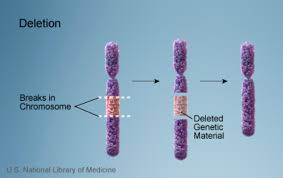 Deletion
Breaks in
Chromosome
Deleted
Genetic
Material
U.S. National Library of Medicine